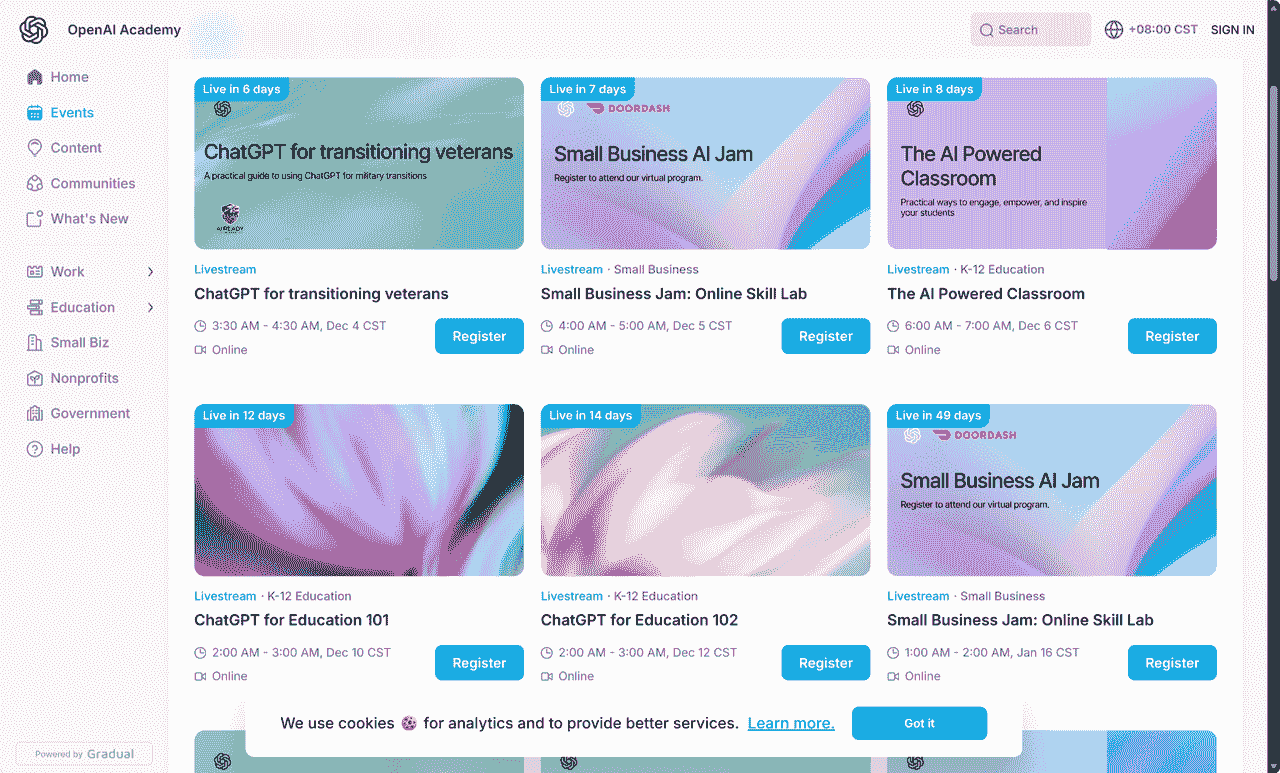 OpenAI Academy
Search
+08:00 CST
SIGN IN
Home
Events
Content
Communities
What's New
Work
Education
Small Biz
Nonprofits
Government
Help
Powered by Gradual
Live in 6 days
ChatGPT for transitioning veterans
A practical guide to using ChatGPT for military transitions
Livestream
ChatGPT for transitioning veterans
3:30 AM - 4:30 AM, Dec 4 CST
Online
Register
Live in 7 days
DOORDASH
Small Business AI Jam
Register to attend our virtual program.
Livestream · Small Business
Small Business Jam: Online Skill Lab
4:00 AM - 5:00 AM, Dec 5 CST
Online
Register
Live in 8 days
The AI Powered
Classroom
Practical ways to engage, empower, and inspire
your students
Livestream · K-12 Education
The AI Powered Classroom
6:00 AM - 7:00 AM, Dec 6 CST
Online
Register
Live in 12 days
Livestream · K-12 Education
ChatGPT for Education 101
2:00 AM - 3:00 AM, Dec 10 CST
Online
Register
Live in 14 days
Livestream · K-12 Education
ChatGPT for Education 102
2:00 AM - 3:00 AM, Dec 12 CST
Online
Register
Live in 49 days
DOORDASH
Small Business AI Jam
Register to attend our virtual program.
Livestream · Small Business
Small Business Jam: Online Skill Lab
1:00 AM - 2:00 AM, Jan 16 CST
Online
Register
We use cookies 🍪 for analytics and to provide better services. Learn more.
Got it